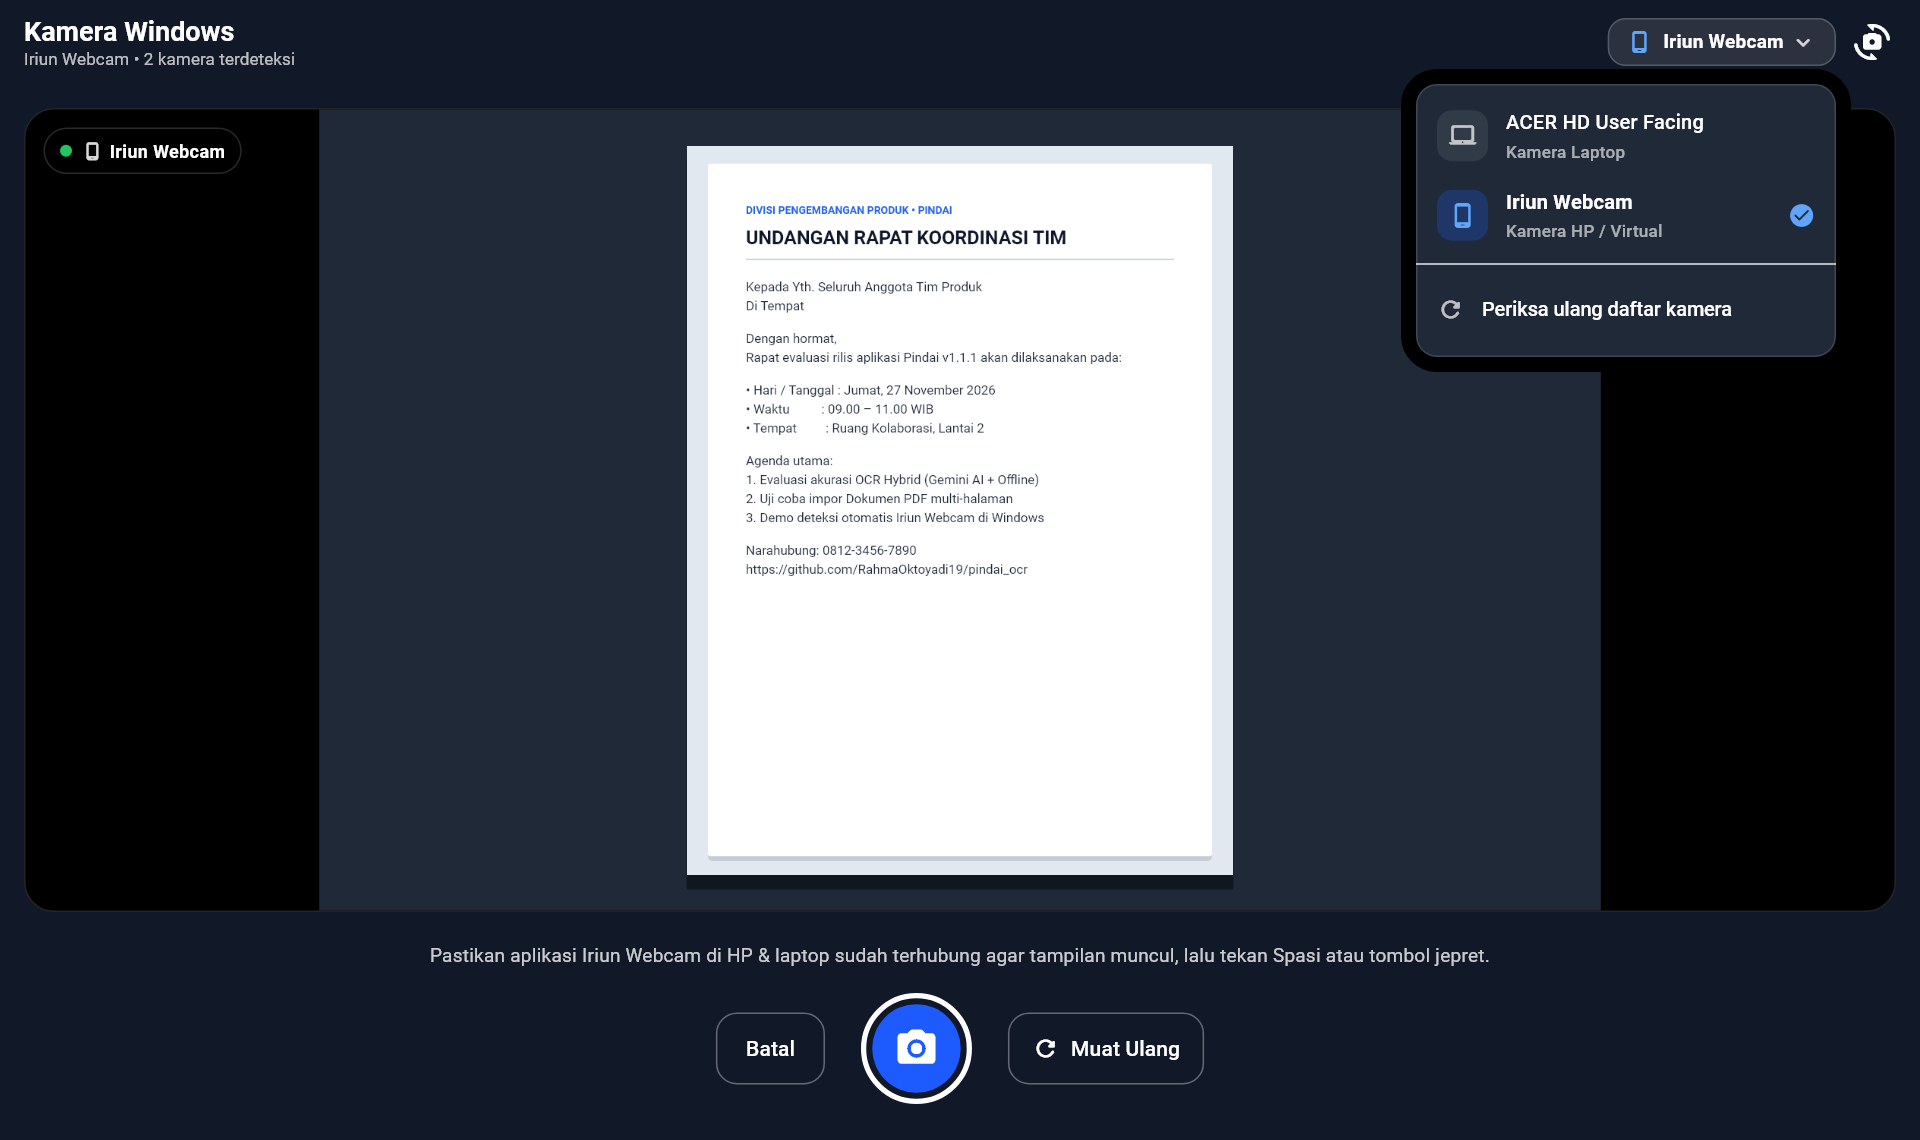 Kamera Windows
Iriun Webcam • 2 kamera terdeteksi
Iriun Webcam
ACER HD User Facing
Kamera Laptop
Iriun Webcam
Kamera HP / Virtual
Periksa ulang daftar kamera
Iriun Webcam
DIVISI PENGEMBANGAN PRODUK • PINDAI
UNDANGAN RAPAT KOORDINASI TIM
Kepada Yth. Seluruh Anggota Tim Produk
Di Tempat
Dengan hormat,
Rapat evaluasi rilis aplikasi Pindai v1.1.1 akan dilaksanakan pada:
• Hari / Tanggal : Jumat, 27 November 2026
• Waktu : 09.00 – 11.00 WIB
• Tempat : Ruang Kolaborasi, Lantai 2
Agenda utama:
1. Evaluasi akurasi OCR Hybrid (Gemini AI + Offline)
2. Uji coba impor Dokumen PDF multi-halaman
3. Demo deteksi otomatis Iriun Webcam di Windows
Narahubung: 0812-3456-7890
https://github.com/RahmaOktoyadi19/pindai_ocr
Pastikan aplikasi Iriun Webcam di HP & laptop sudah terhubung agar tampilan muncul, lalu tekan Spasi atau tombol jepret.
Batal
Muat Ulang